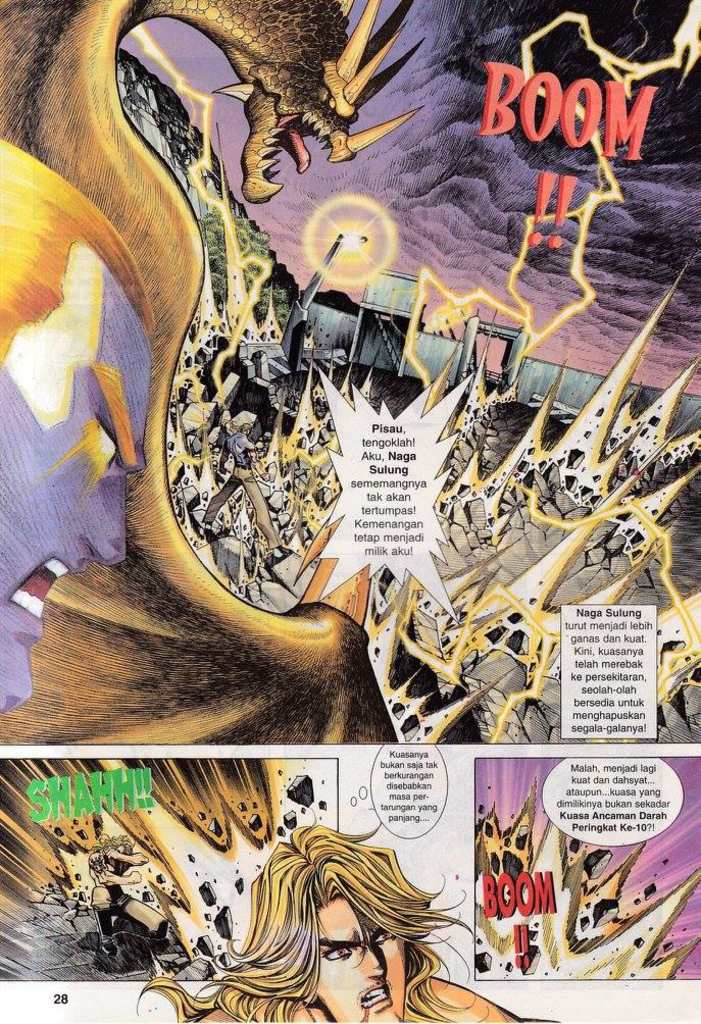 BOOM
!!
Pisau,
tengoklah!
Aku, Naga
Sulung
sememangnya
tak akan
tertumpas!
Kemenangan
tetap menjadi
milik aku!
Naga Sulung
turut menjadi lebih
ganas dan kuat.
Kini, kuasanya
telah merebak
ke persekitaran,
seolah-olah
bersedia untuk
menghapuskan
segala-galanya!
SHAHH!!
Kuasanya
bukan saja tak
berkurangan
disebabkan
masa per-
tarungan yang
panjang....
Malah, menjadi lagi
kuat dan dahsyat...
ataupun...kuasa yang
dimilikinya bukan sekadar
Kuasa Ancaman Darah
Peringkat Ke-10?!
BOOM
!!
28